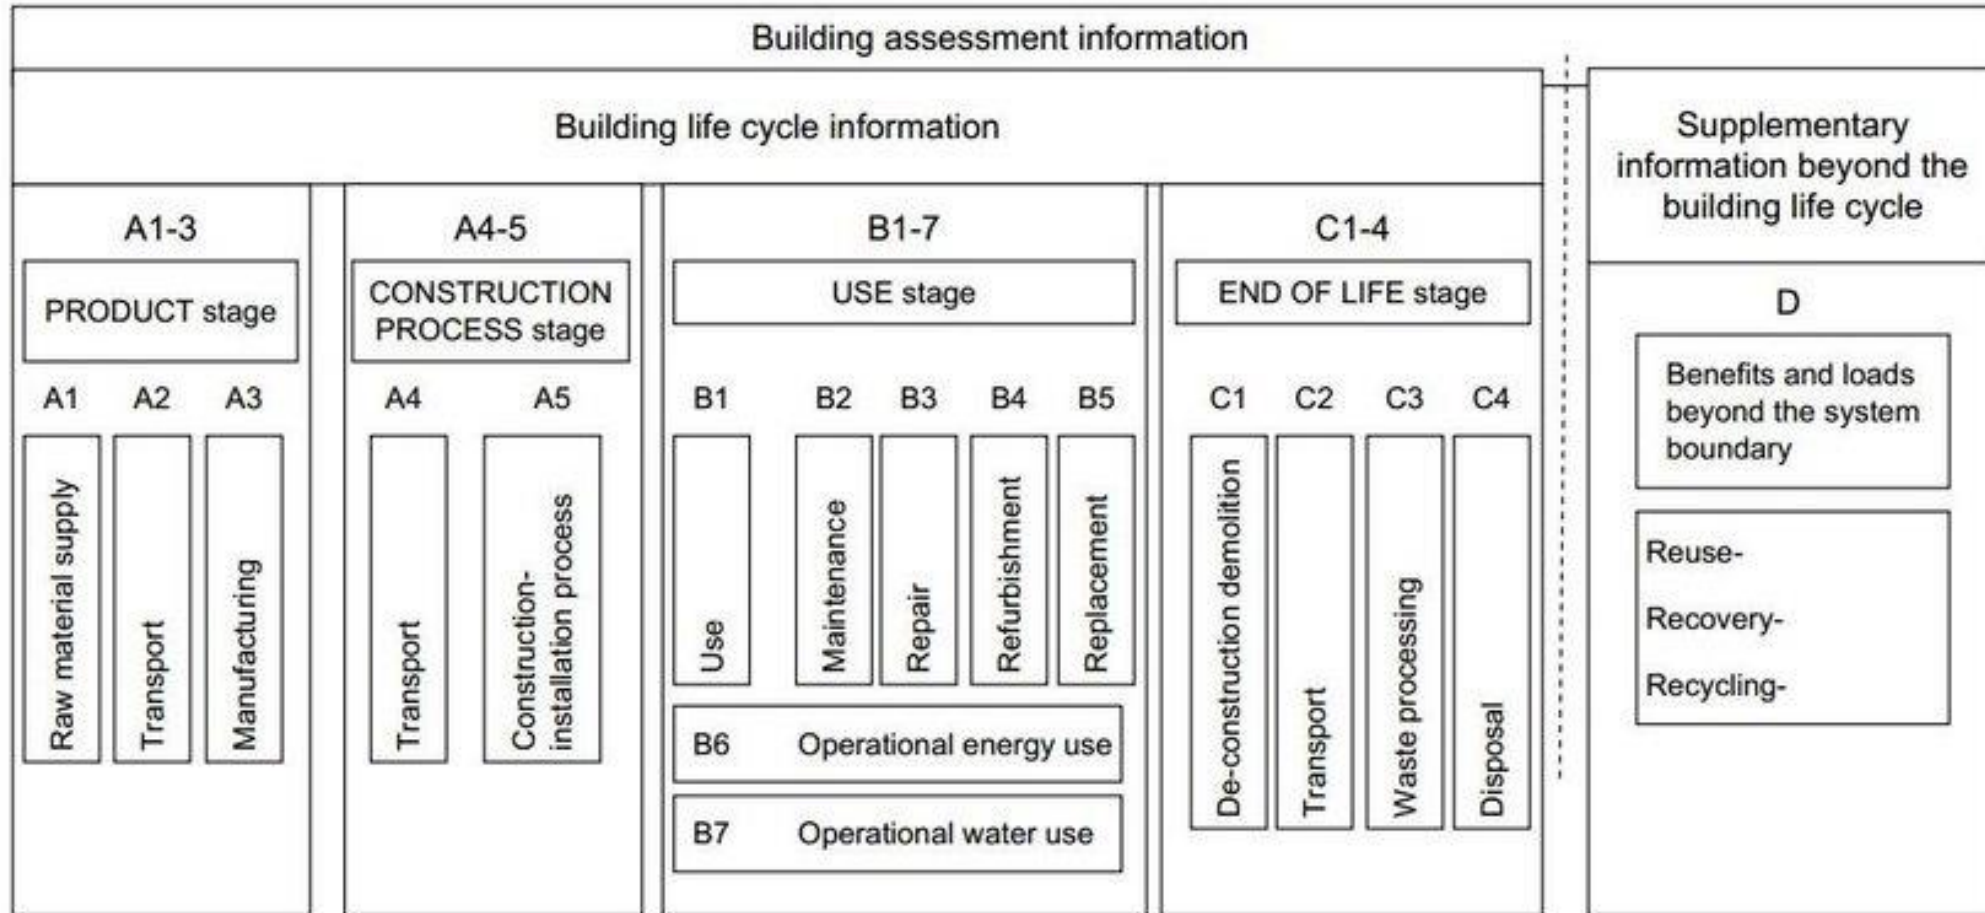 Building assessment information
Building life cycle information
Supplementary
information beyond the
building life cycle
A1-3
PRODUCT stage
A1 A2 A3
Raw material supply
Transport
Manufacturing
A4-5
CONSTRUCTION
PROCESS stage
A4 A5
Transport
Construction-
installation process
B1-7
USE stage
B1 B2 B3 B4 B5
Use
Maintenance
Repair
Refurbishment
Replacement
B6 Operational energy use
B7 Operational water use
C1-4
END OF LIFE stage
C1 C2 C3 C4
De-construction demolition
Transport
Waste processing
Disposal
D
Benefits and loads
beyond the system
boundary
Reuse-
Recovery-
Recycling-